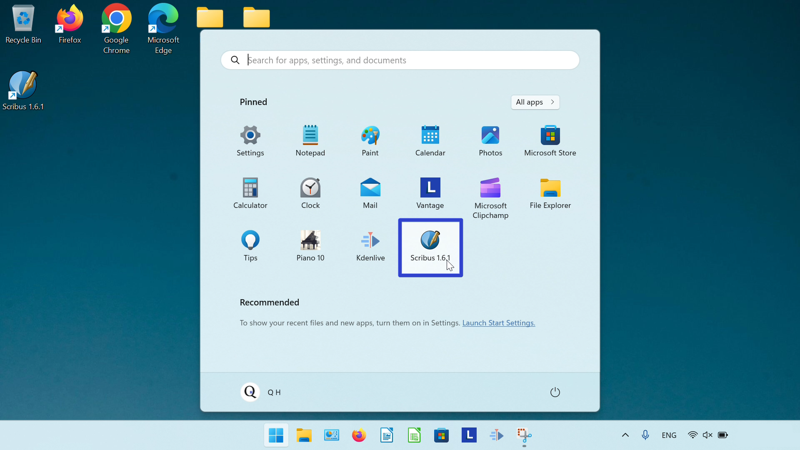 Recycle Bin
Firefox
Google
Chrome
Microsoft
Edge
Scribus 1.6.1
Search for apps, settings, and documents
Pinned
All apps
Settings
Notepad
Paint
Calendar
Photos
Microsoft Store
Calculator
Clock
Mail
L
Vantage
Microsoft
Clipchamp
File Explorer
Tips
Piano 10
Kdenlive
Scribus 1.6.1
Recommended
To show your recent files and new apps, turn them on in Settings. Launch Start Settings.
Q
Q H
L
ENG